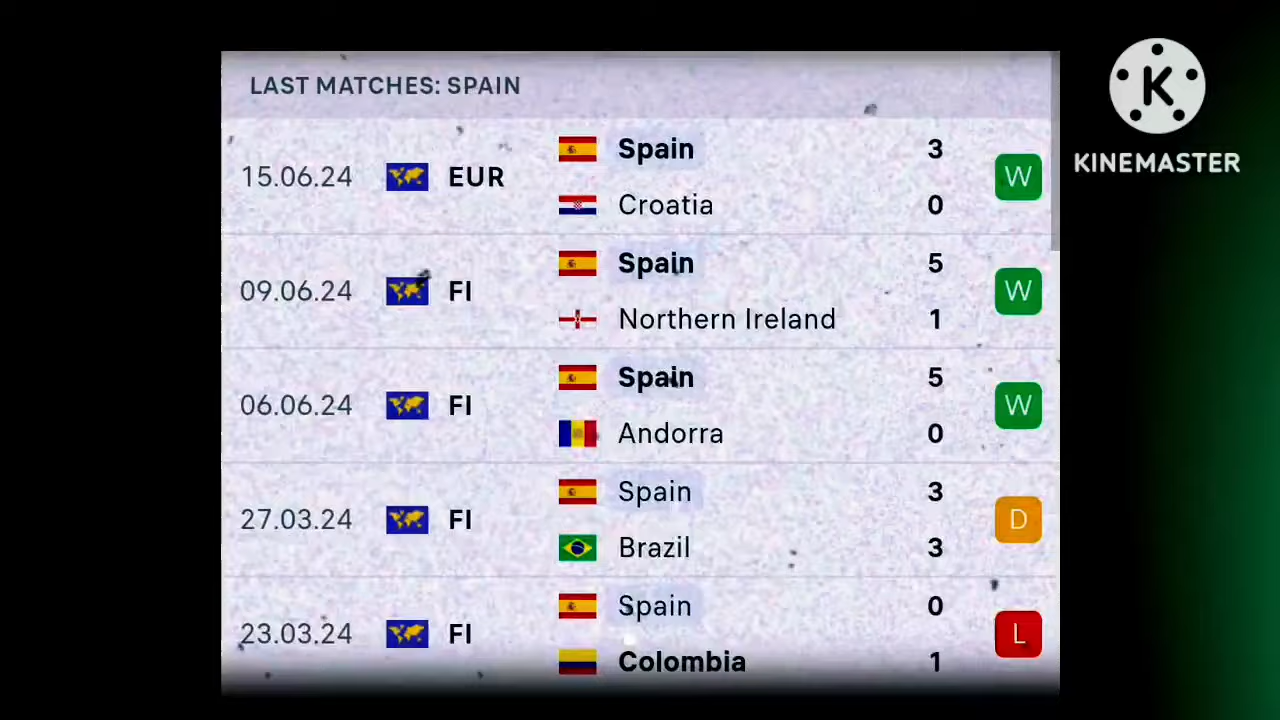 LAST MATCHES: SPAIN
K
KINEMASTER
15.06.24 EUR Spain 3 W
Croatia 0
09.06.24 FI Spain 5 W
Northern Ireland 1
06.06.24 FI Spain 5 W
Andorra 0
27.03.24 FI Spain 3 D
Brazil 3
23.03.24 FI Spain 0 L
Colombia 1